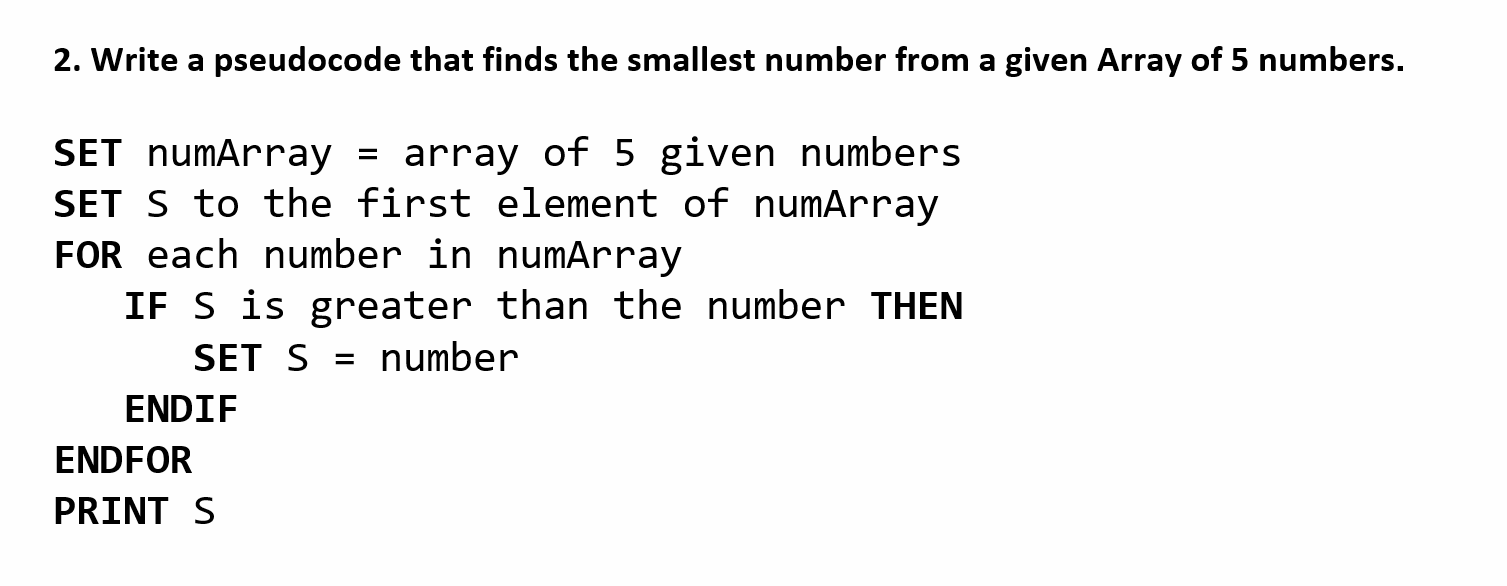 2. Write a pseudocode that finds the smallest number from a given Array of 5 numbers.
SET numArray = array of 5 given numbers
SET S to the first element of numArray
FOR each number in numArray
IF S is greater than the number THEN
SET S = number
ENDIF
ENDFOR
PRINT S